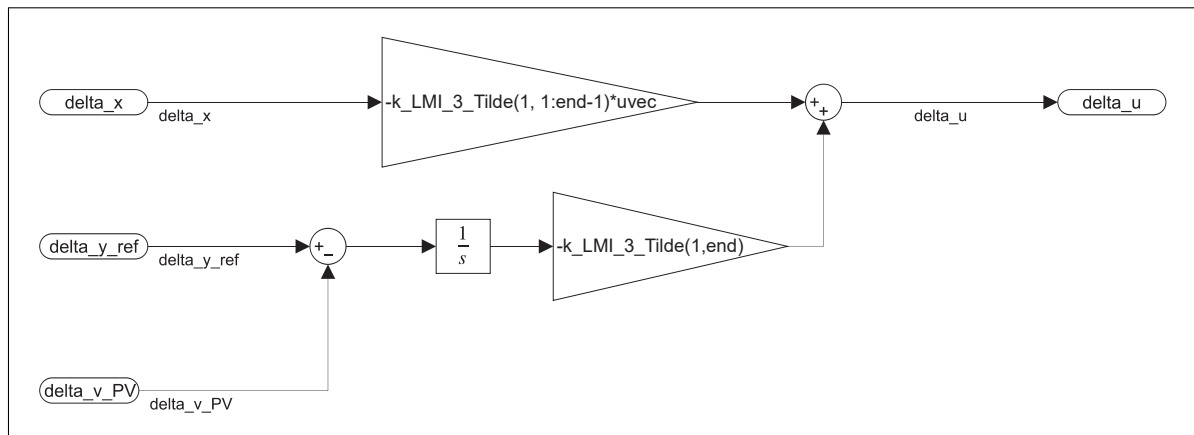 delta_x
delta_x
-k_LMI_3_Tilde(1, 1:end-1)*uvec
+
+
delta_u
delta_u
delta_y_ref
delta_y_ref
+
−
1
s
-k_LMI_3_Tilde(1,end)
delta_v_PV
delta_v_PV